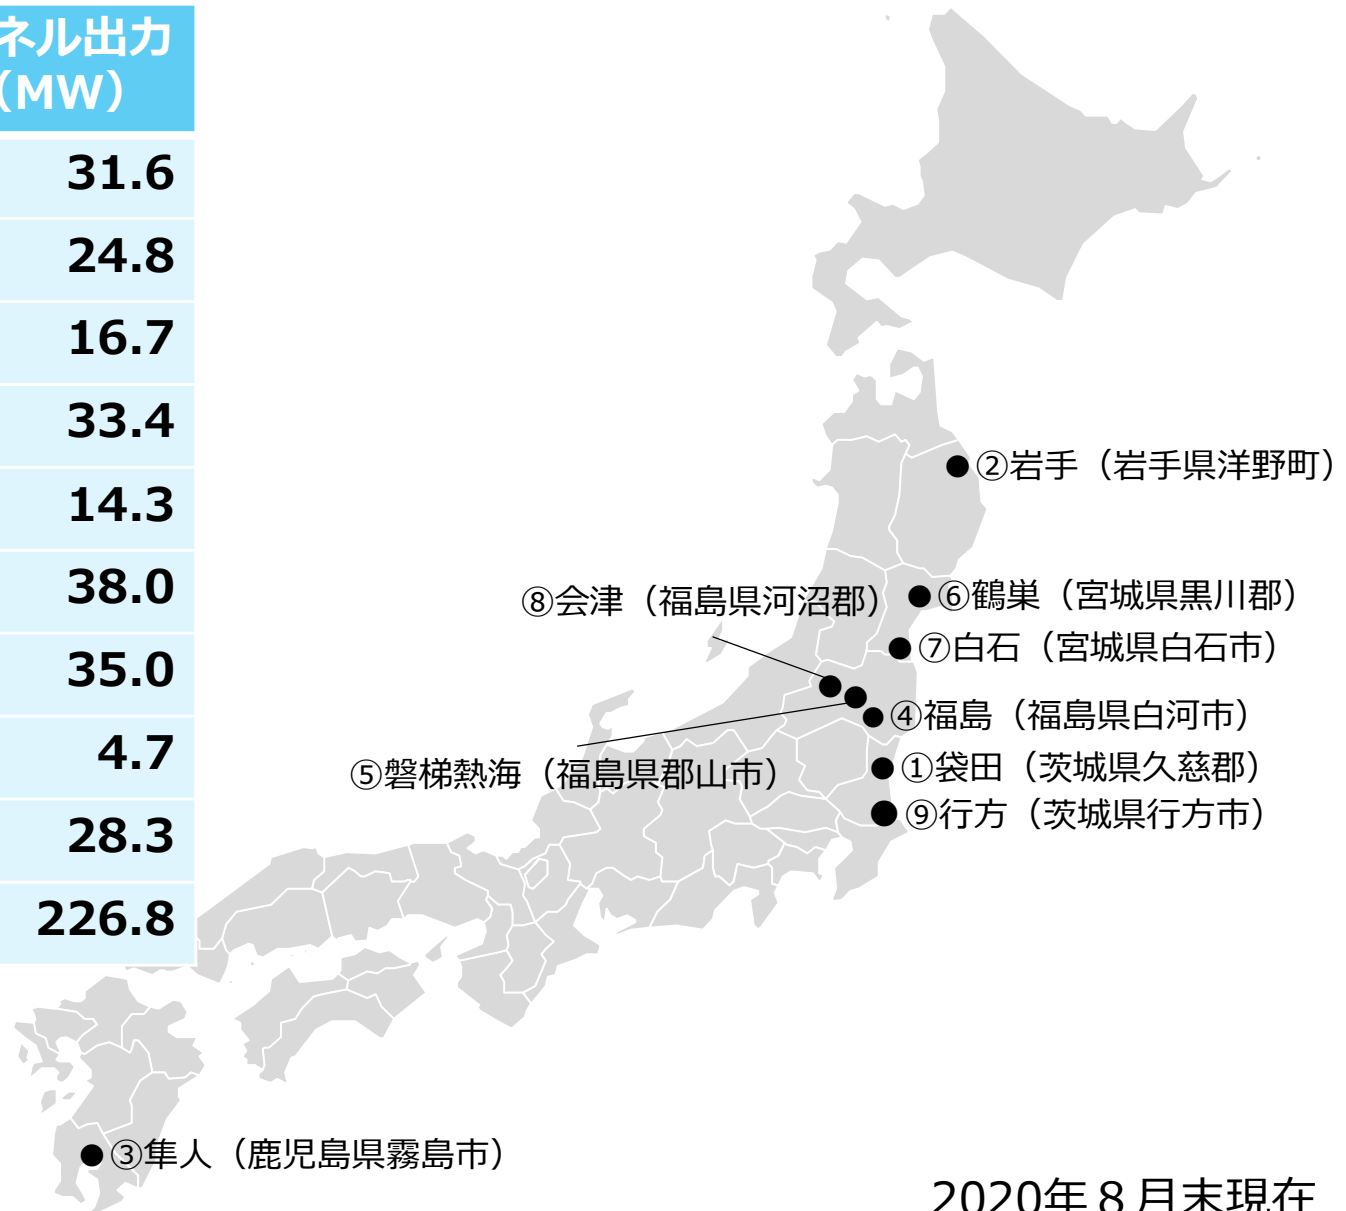 ネル出力
（MW）
31.6
24.8
16.7
33.4
14.3
38.0
35.0
4.7
28.3
226.8
②岩手（岩手県洋野町）
⑧会津（福島県河沼郡）
⑥鶴巣（宮城県黒川郡）
⑦白石（宮城県白石市）
④福島（福島県白河市）
⑤磐梯熱海（福島県郡山市）
①袋田（茨城県久慈郡）
⑨行方（茨城県行方市）
③隼人（鹿児島県霧島市）
2020年８月末現在